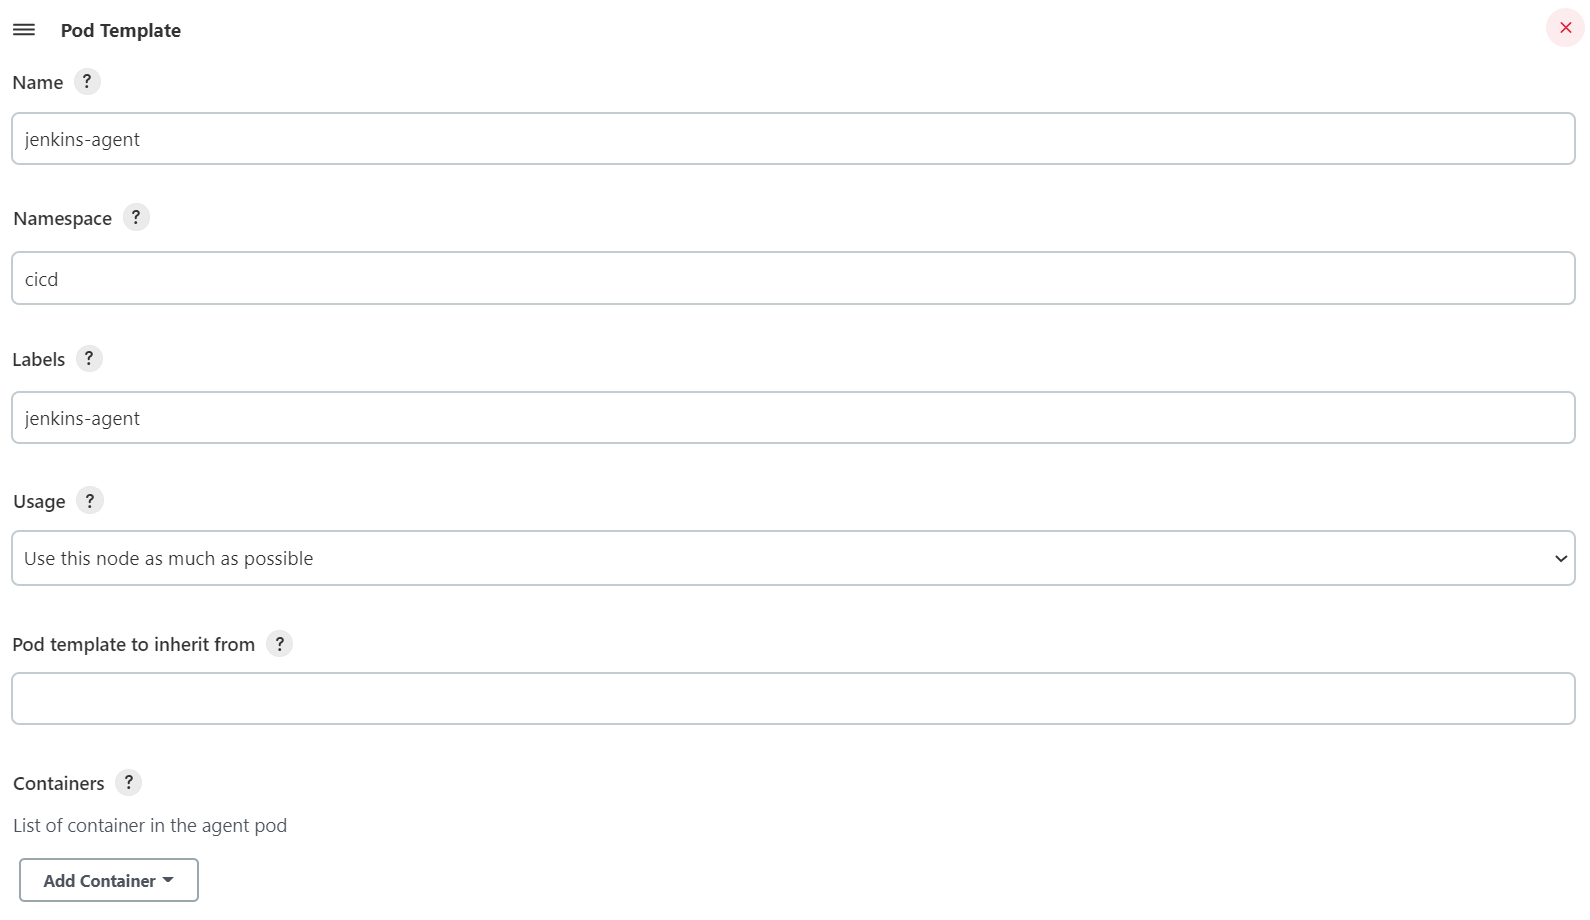 Pod Template
Name ?
jenkins-agent
Namespace ?
cicd
Labels ?
jenkins-agent
Usage ?
Use this node as much as possible
Pod template to inherit from ?
Containers ?
List of container in the agent pod
Add Container